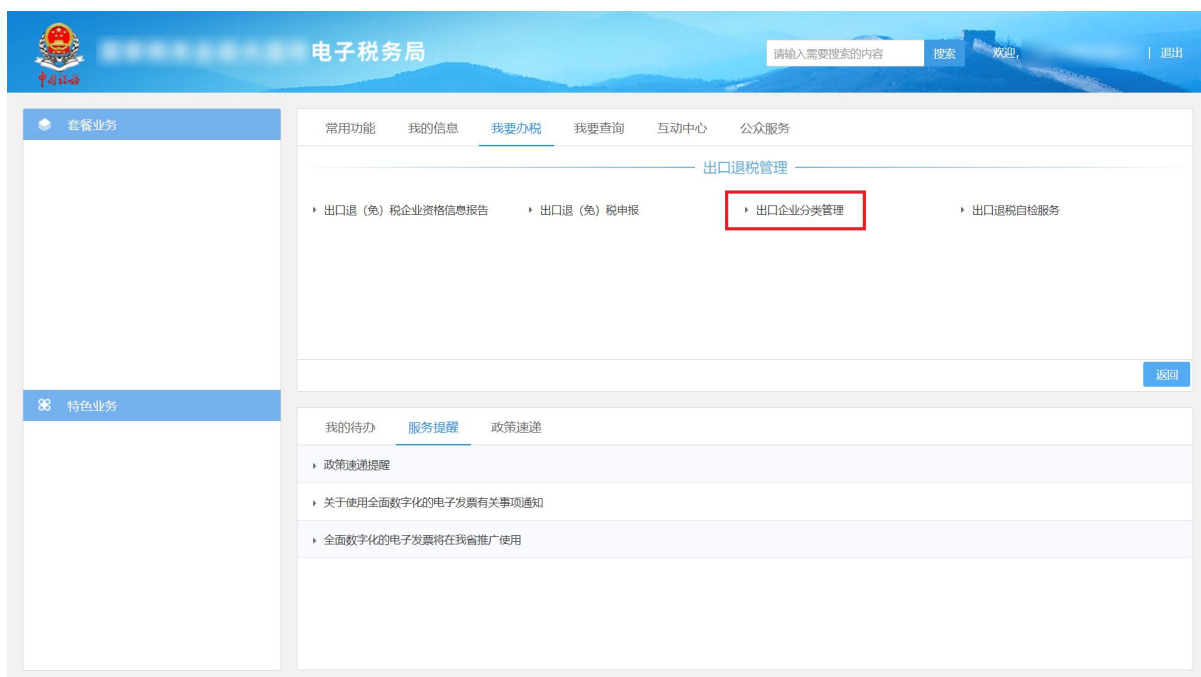 电子税务局
请输入需要搜索的内容
搜索
欢迎,
| 退出
中国税务
套餐业务
常用功能 我的信息 我要办税 我要查询 互动中心 公众服务
出口退税管理
出口退（免）税企业资格信息报告 出口退（免）税申报 出口企业分类管理 出口退税自检服务
返回
特色业务
我的待办 服务提醒 政策速递
政策速递提醒
关于使用全面数字化的电子发票有关事项通知
全面数字化的电子发票将在我省推广使用